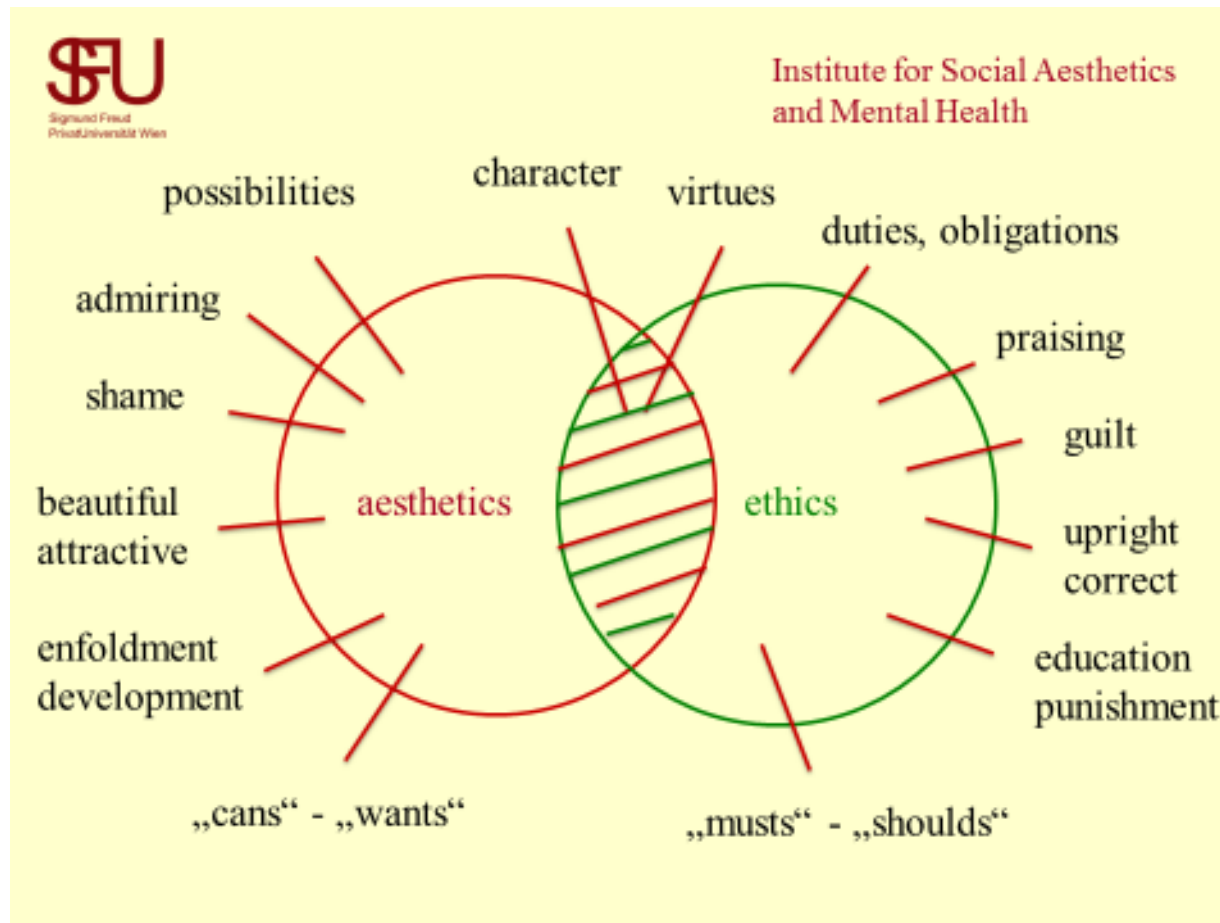 SFU
Sigmund Freud
PrivatUniversität Wien
Institute for Social Aesthetics
and Mental Health
possibilities
character
virtues
duties, obligations
admiring
praising
shame
guilt
beautiful
attractive
aesthetics
ethics
upright
correct
enfoldment
development
education
punishment
„cans“ - „wants“
„musts“ - „shoulds“